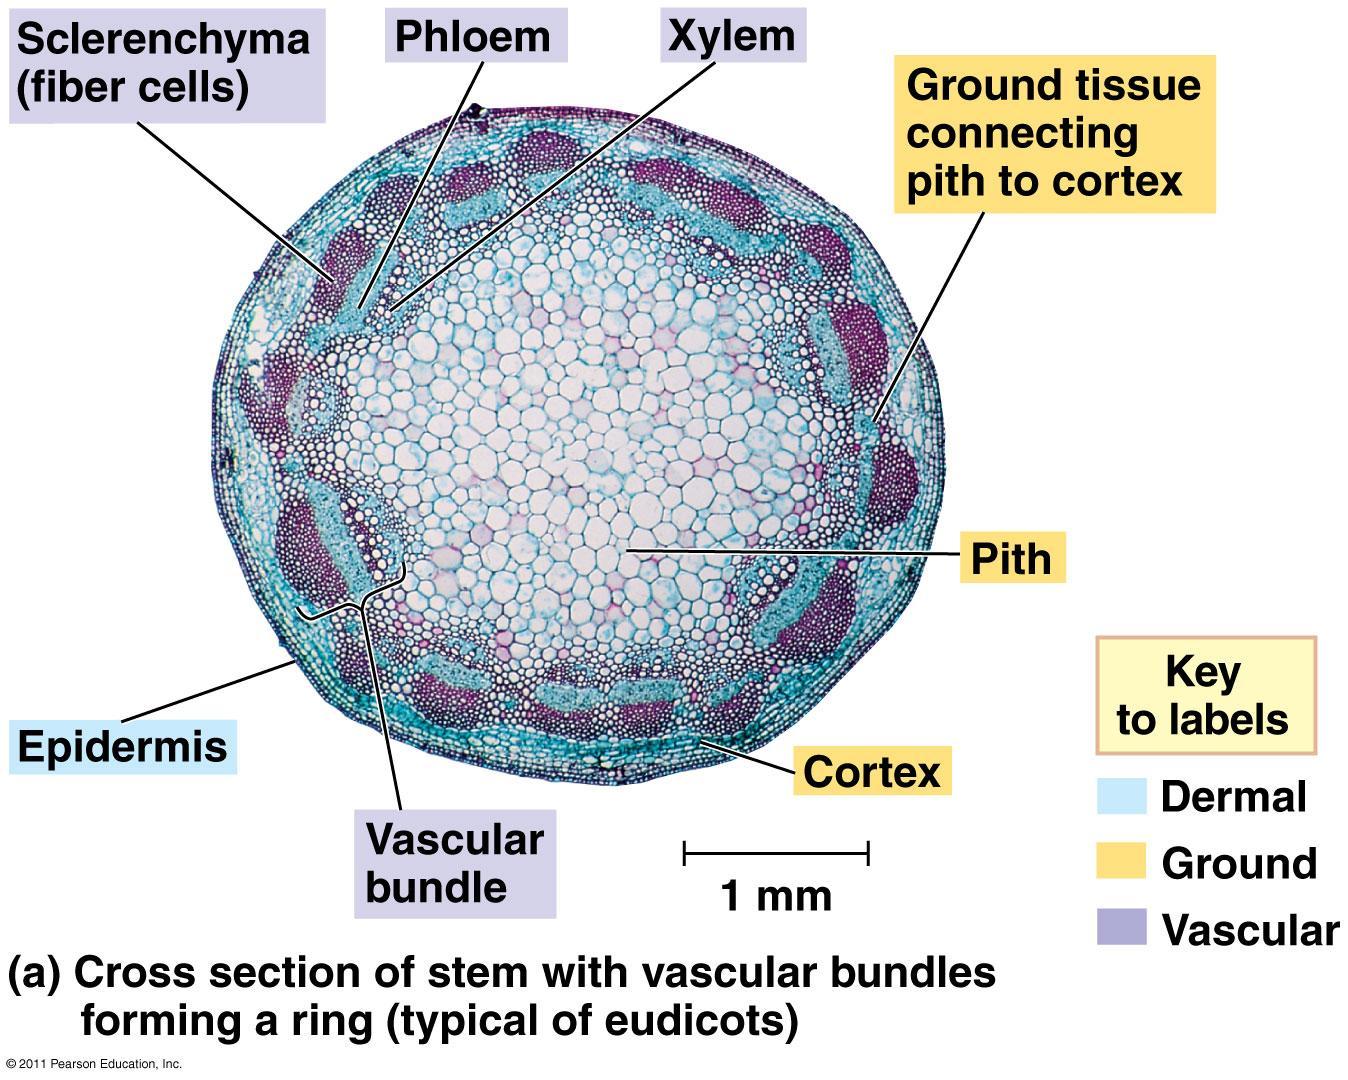 Sclerenchyma
(fiber cells)
Phloem
Xylem
Ground tissue
connecting
pith to cortex
Pith
Key
to labels
Dermal
Ground
Vascular
Epidermis
Cortex
Vascular
bundle
1 mm
(a) Cross section of stem with vascular bundles
forming a ring (typical of eudicots)
© 2011 Pearson Education, Inc.